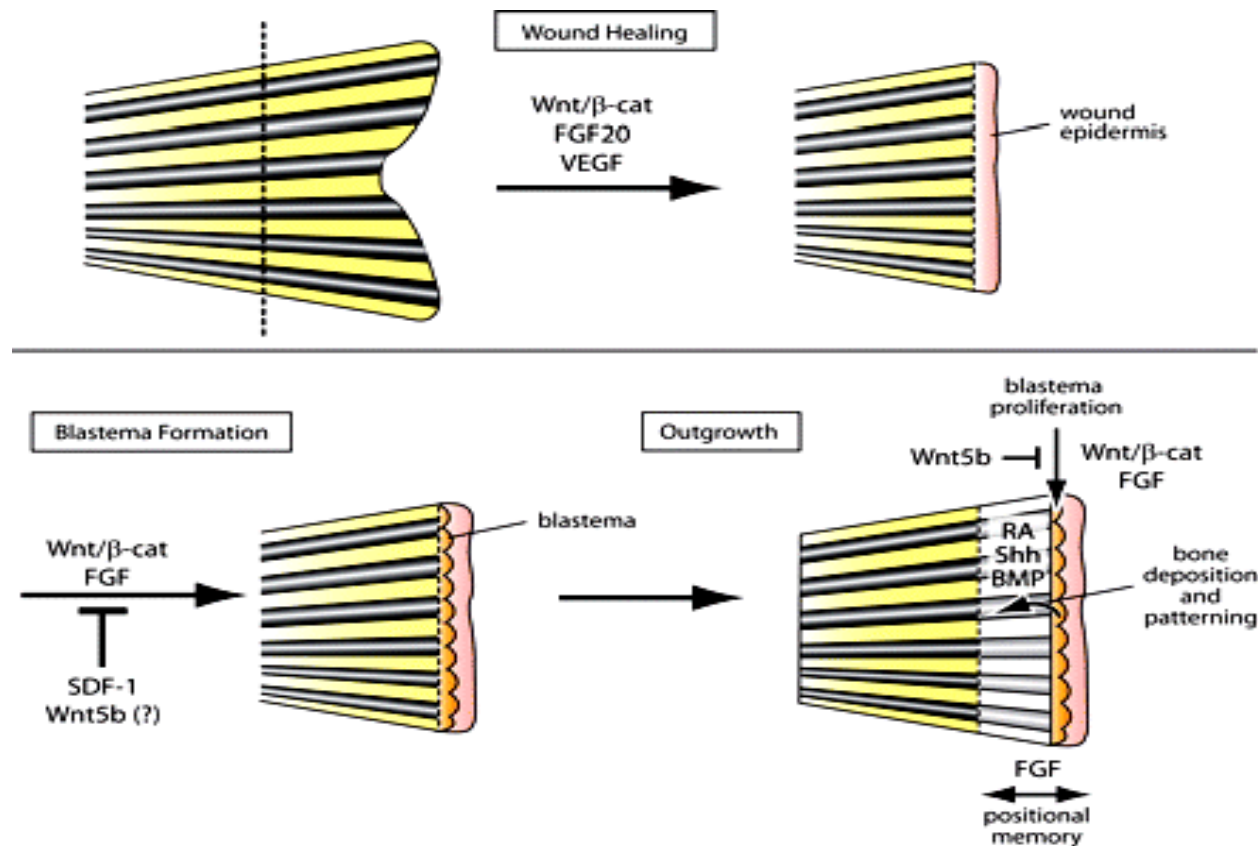 Wound Healing
Wnt/β-cat
FGF20
VEGF
wound
epidermis
Blastema Formation
Wnt/β-cat
FGF
SDF-1
Wnt5b (?)
blastema
Outgrowth
blastema
proliferation
Wnt5b
Wnt/β-cat
FGF
RA
Shh
BMP
bone
deposition
and
patterning
FGF
positional
memory